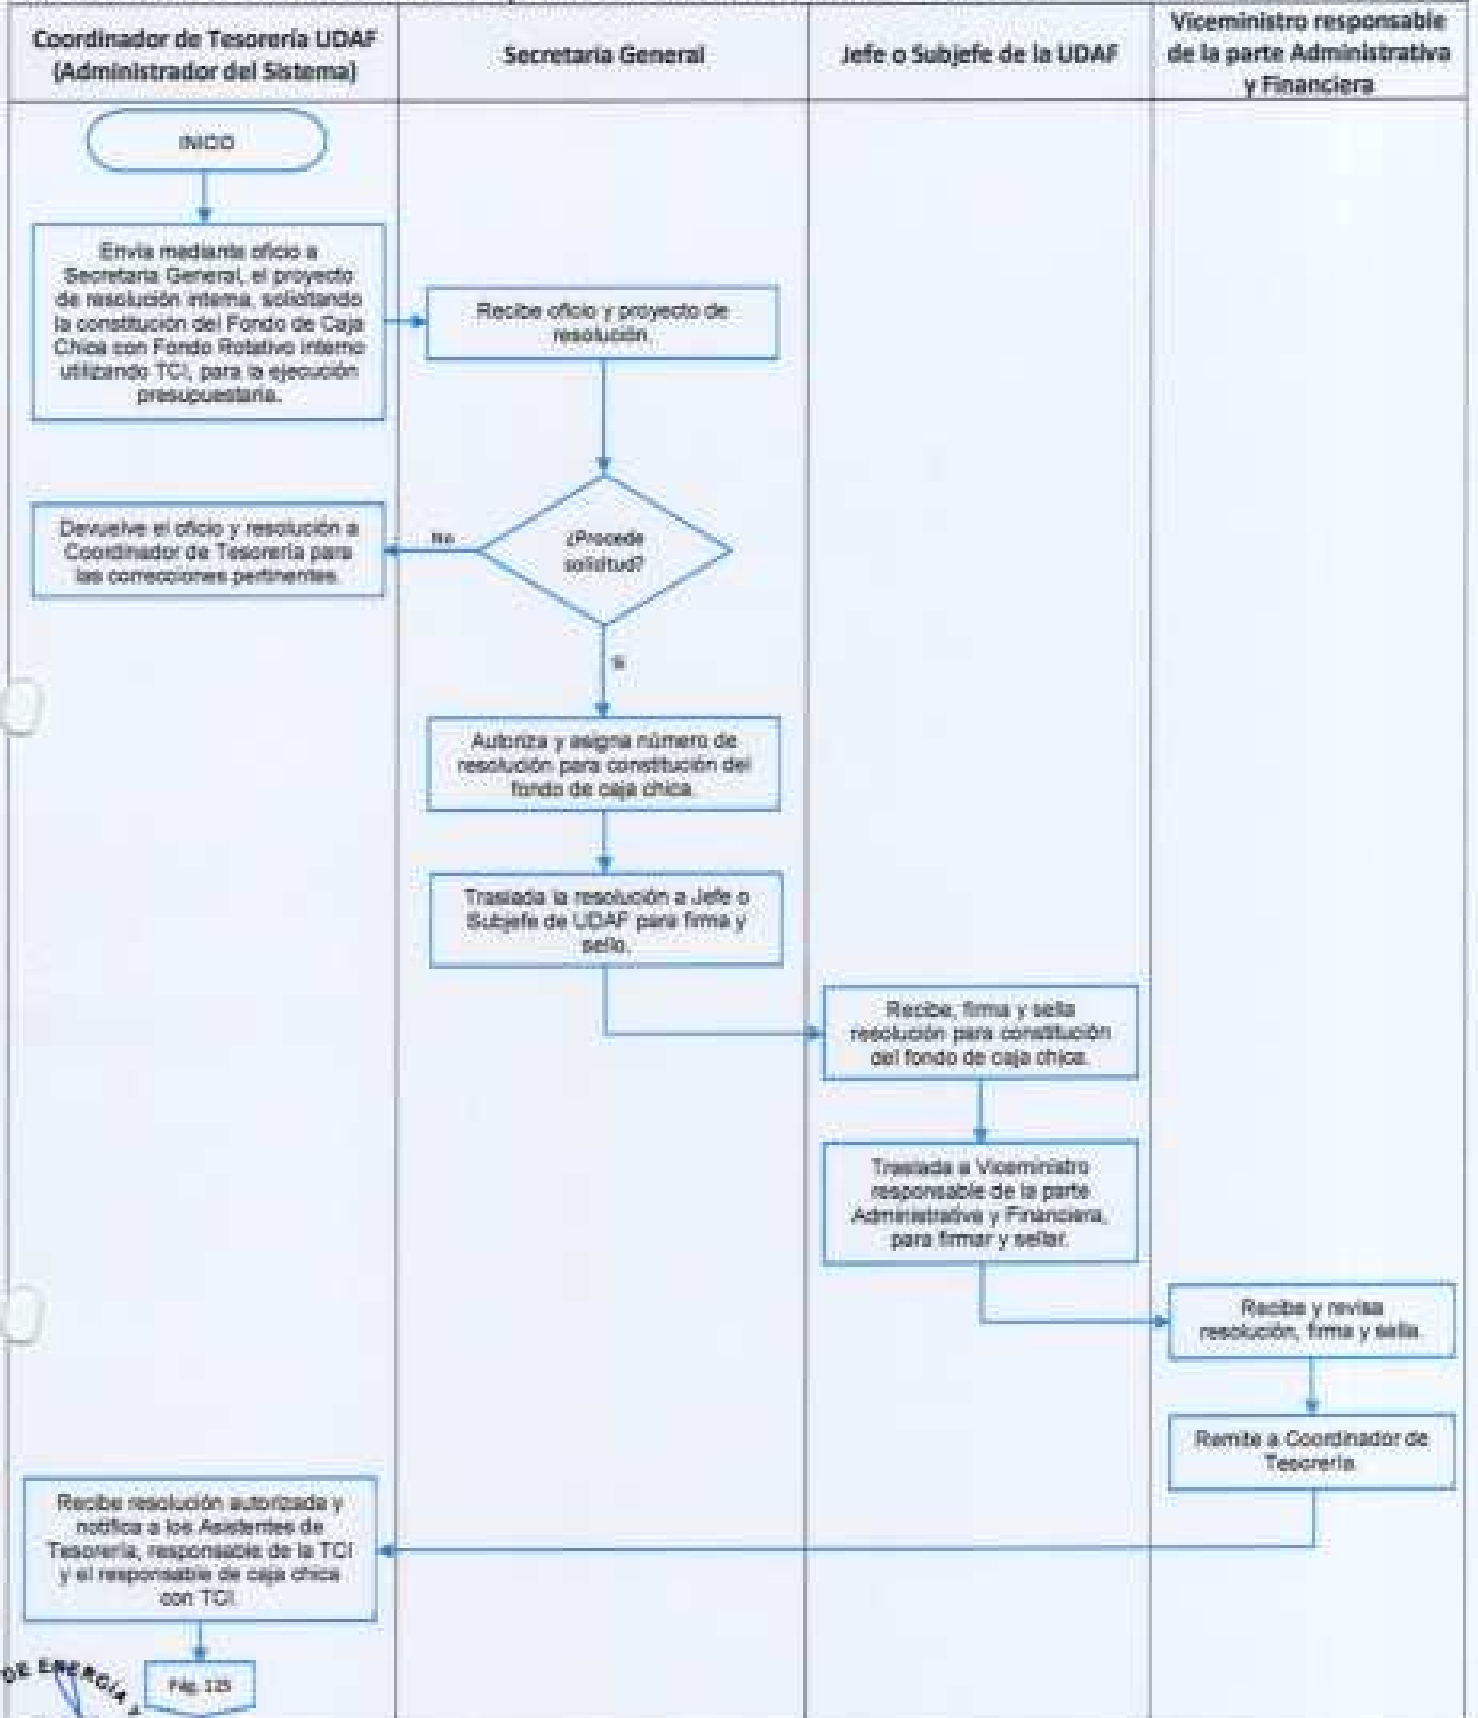 Coordinador de Tesorería UDAF
(Administrador del Sistema)
Secretaría General
Jefe o Subjefe de la UDAF
Viceministro responsable
de la parte Administrativa
y Financiera
INICIO
Envía mediante oficio a
Secretaría General, el proyecto
de resolución interna, solicitando
la constitución del Fondo de Caja
Chica con Fondo Rotativo Interno
utilizando TCI, para la ejecución
presupuestaria.
Recibe oficio y proyecto de
resolución.
¿Procede
solicitud?
No
Devuelve el oficio y resolución a
Coordinador de Tesorería para
las correcciones pertinentes.
Si
Autoriza y asigna número de
resolución para constitución del
fondo de caja chica.
Traslada la resolución a Jefe o
Subjefe de UDAF para firma y
sello.
Recibe, firma y sella
resolución para constitución
del fondo de caja chica.
Traslada a Viceministro
responsable de la parte
Administrativa y Financiera,
para firmar y sellar.
Recibe y revisa
resolución, firma y sella.
Remite a Coordinador de
Tesorería
Recibe resolución autorizada y
notifica a los Asistentes de
Tesorería, responsable de la TCI
y el responsable de caja chica
con TCI.
Pág. 125
DE ENERGÍA Y